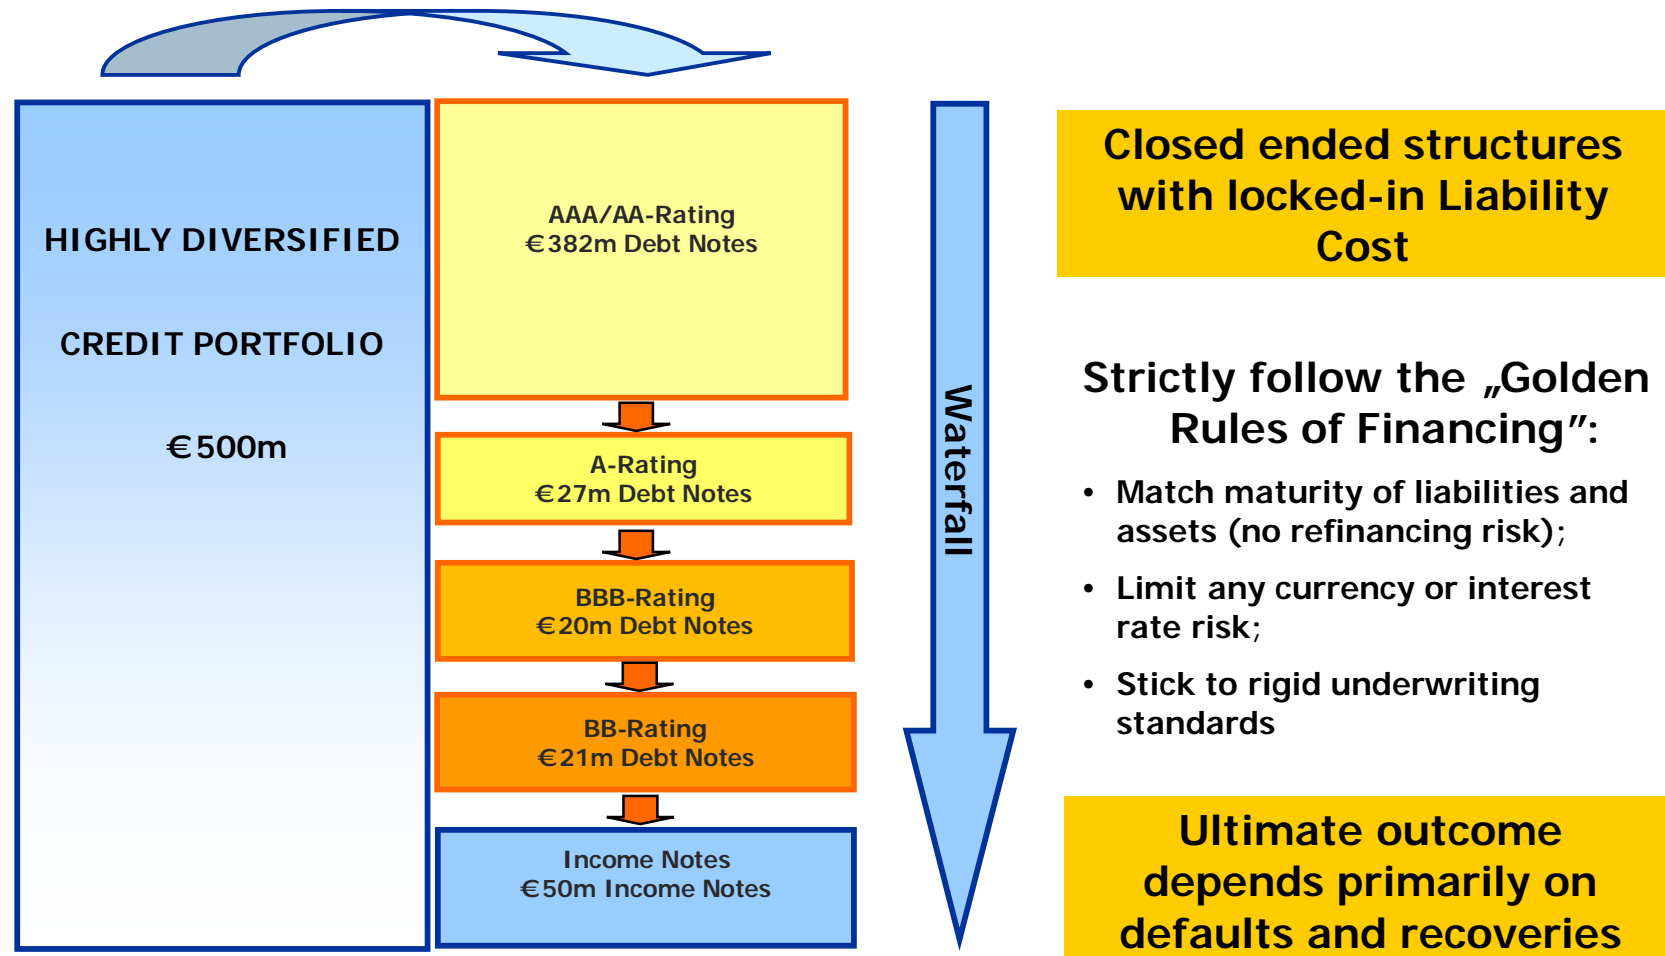 HIGHLY DIVERSIFIED
CREDIT PORTFOLIO
€500m
AAA/AA-Rating
€382m Debt Notes
A-Rating
€27m Debt Notes
BBB-Rating
€20m Debt Notes
BB-Rating
€21m Debt Notes
Income Notes
€50m Income Notes
Waterfall
Closed ended structures
with locked-in Liability
Cost
Strictly follow the „Golden
Rules of Financing”:
• Match maturity of liabilities and
assets (no refinancing risk);
• Limit any currency or interest
rate risk;
• Stick to rigid underwriting
standards
Ultimate outcome
depends primarily on
defaults and recoveries